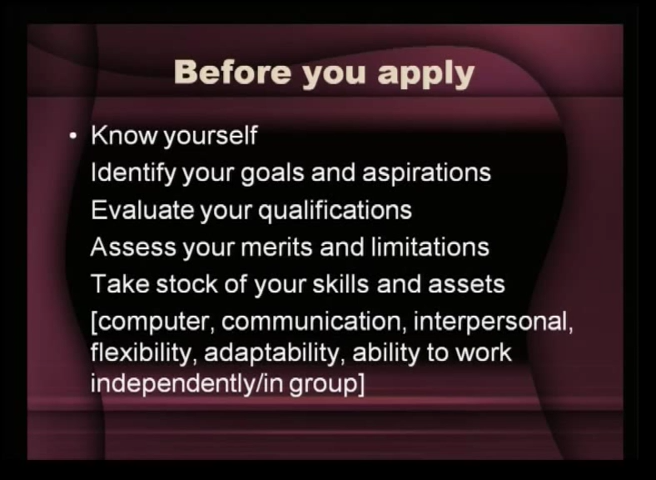 Before you apply
• Know yourself
Identify your goals and aspirations
Evaluate your qualifications
Assess your merits and limitations
Take stock of your skills and assets
[computer, communication, interpersonal,
flexibility, adaptability, ability to work
independently/in group]